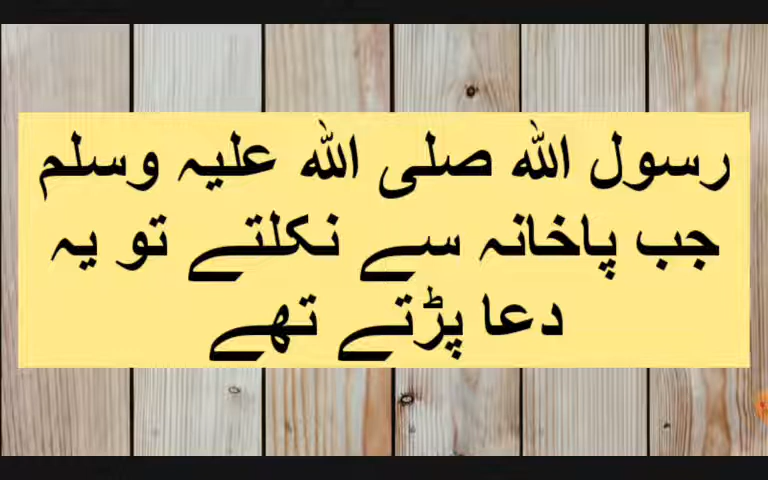 رسول اللہ صلی اللہ علیہ وسلم
جب پاخانہ سے نکلتے تو یہ
دعا پڑتے تھے